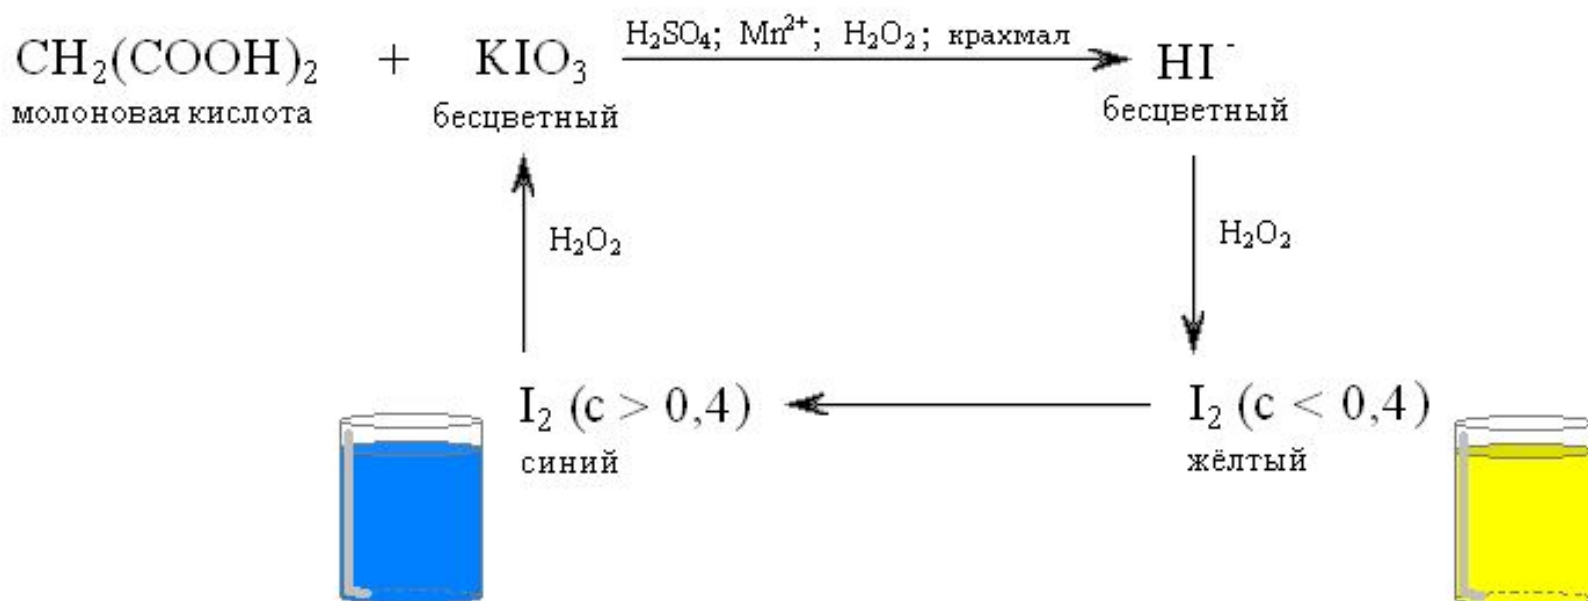 CH₂(COOH)₂ + KIO₃ H₂SO₄; Mn²⁺; H₂O₂; крахмал HI⁻
молоновая кислота бесцветный бесцветный
H₂O₂ H₂O₂
I₂ (c > 0,4) I₂ (c < 0,4)
синий жёлтый